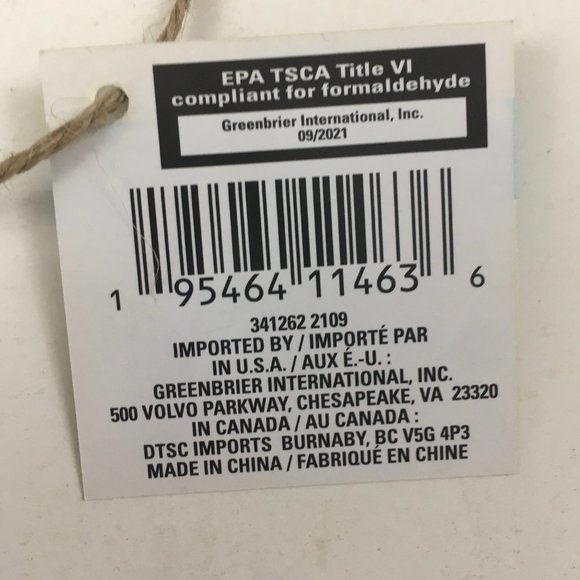 EPA TSCA Title VI
compliant for formaldehyde
Greenbrier International, Inc.
09/2021
1 95464 11463 6
341262 2109
IMPORTED BY / IMPORTÉ PAR
IN U.S.A. / AUX É.-U. :
GREENBRIER INTERNATIONAL, INC.
500 VOLVO PARKWAY, CHESAPEAKE, VA 23320
IN CANADA / AU CANADA :
DTSC IMPORTS BURNABY, BC V5G 4P3
MADE IN CHINA / FABRIQUÉ EN CHINE